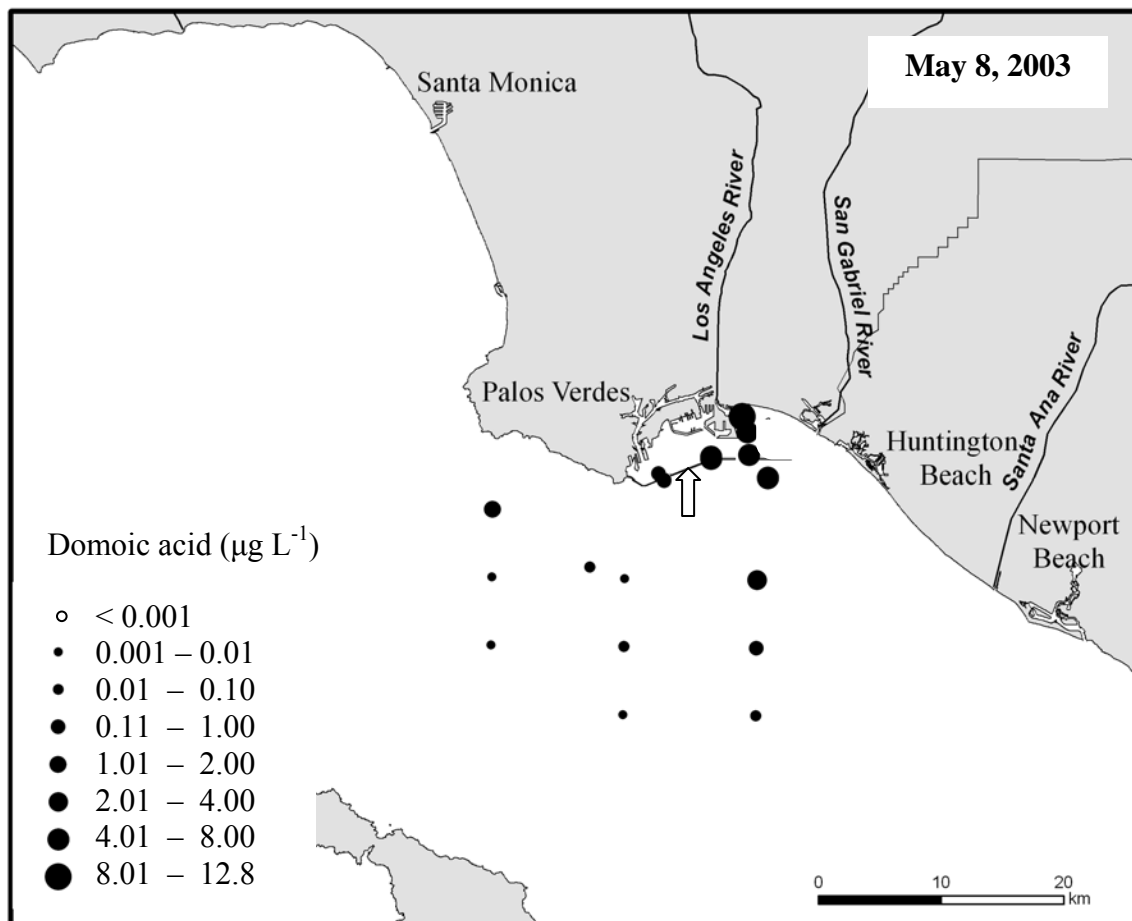 May 8, 2003
Santa Monica
Los Angeles River
San Gabriel River
Santa Ana River
Palos Verdes
Huntington
Beach
Newport
Beach
Domoic acid (μg L⁻¹)
< 0.001
0.001 – 0.01
0.01 – 0.10
0.11 – 1.00
1.01 – 2.00
2.01 – 4.00
4.01 – 8.00
8.01 – 12.8
0 10 20
km